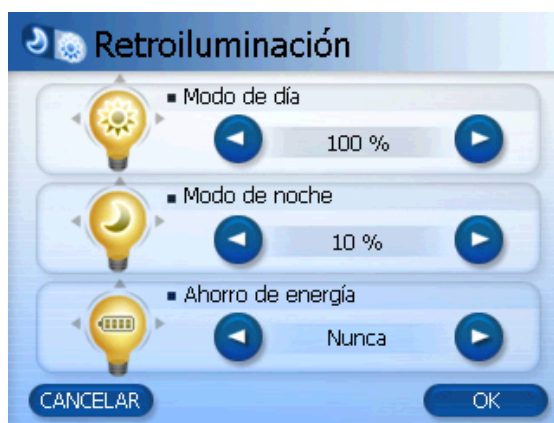 Retroiluminación
Modo de día
100 %
Modo de noche
10 %
Ahorro de energía
Nunca
CANCELAR
OK